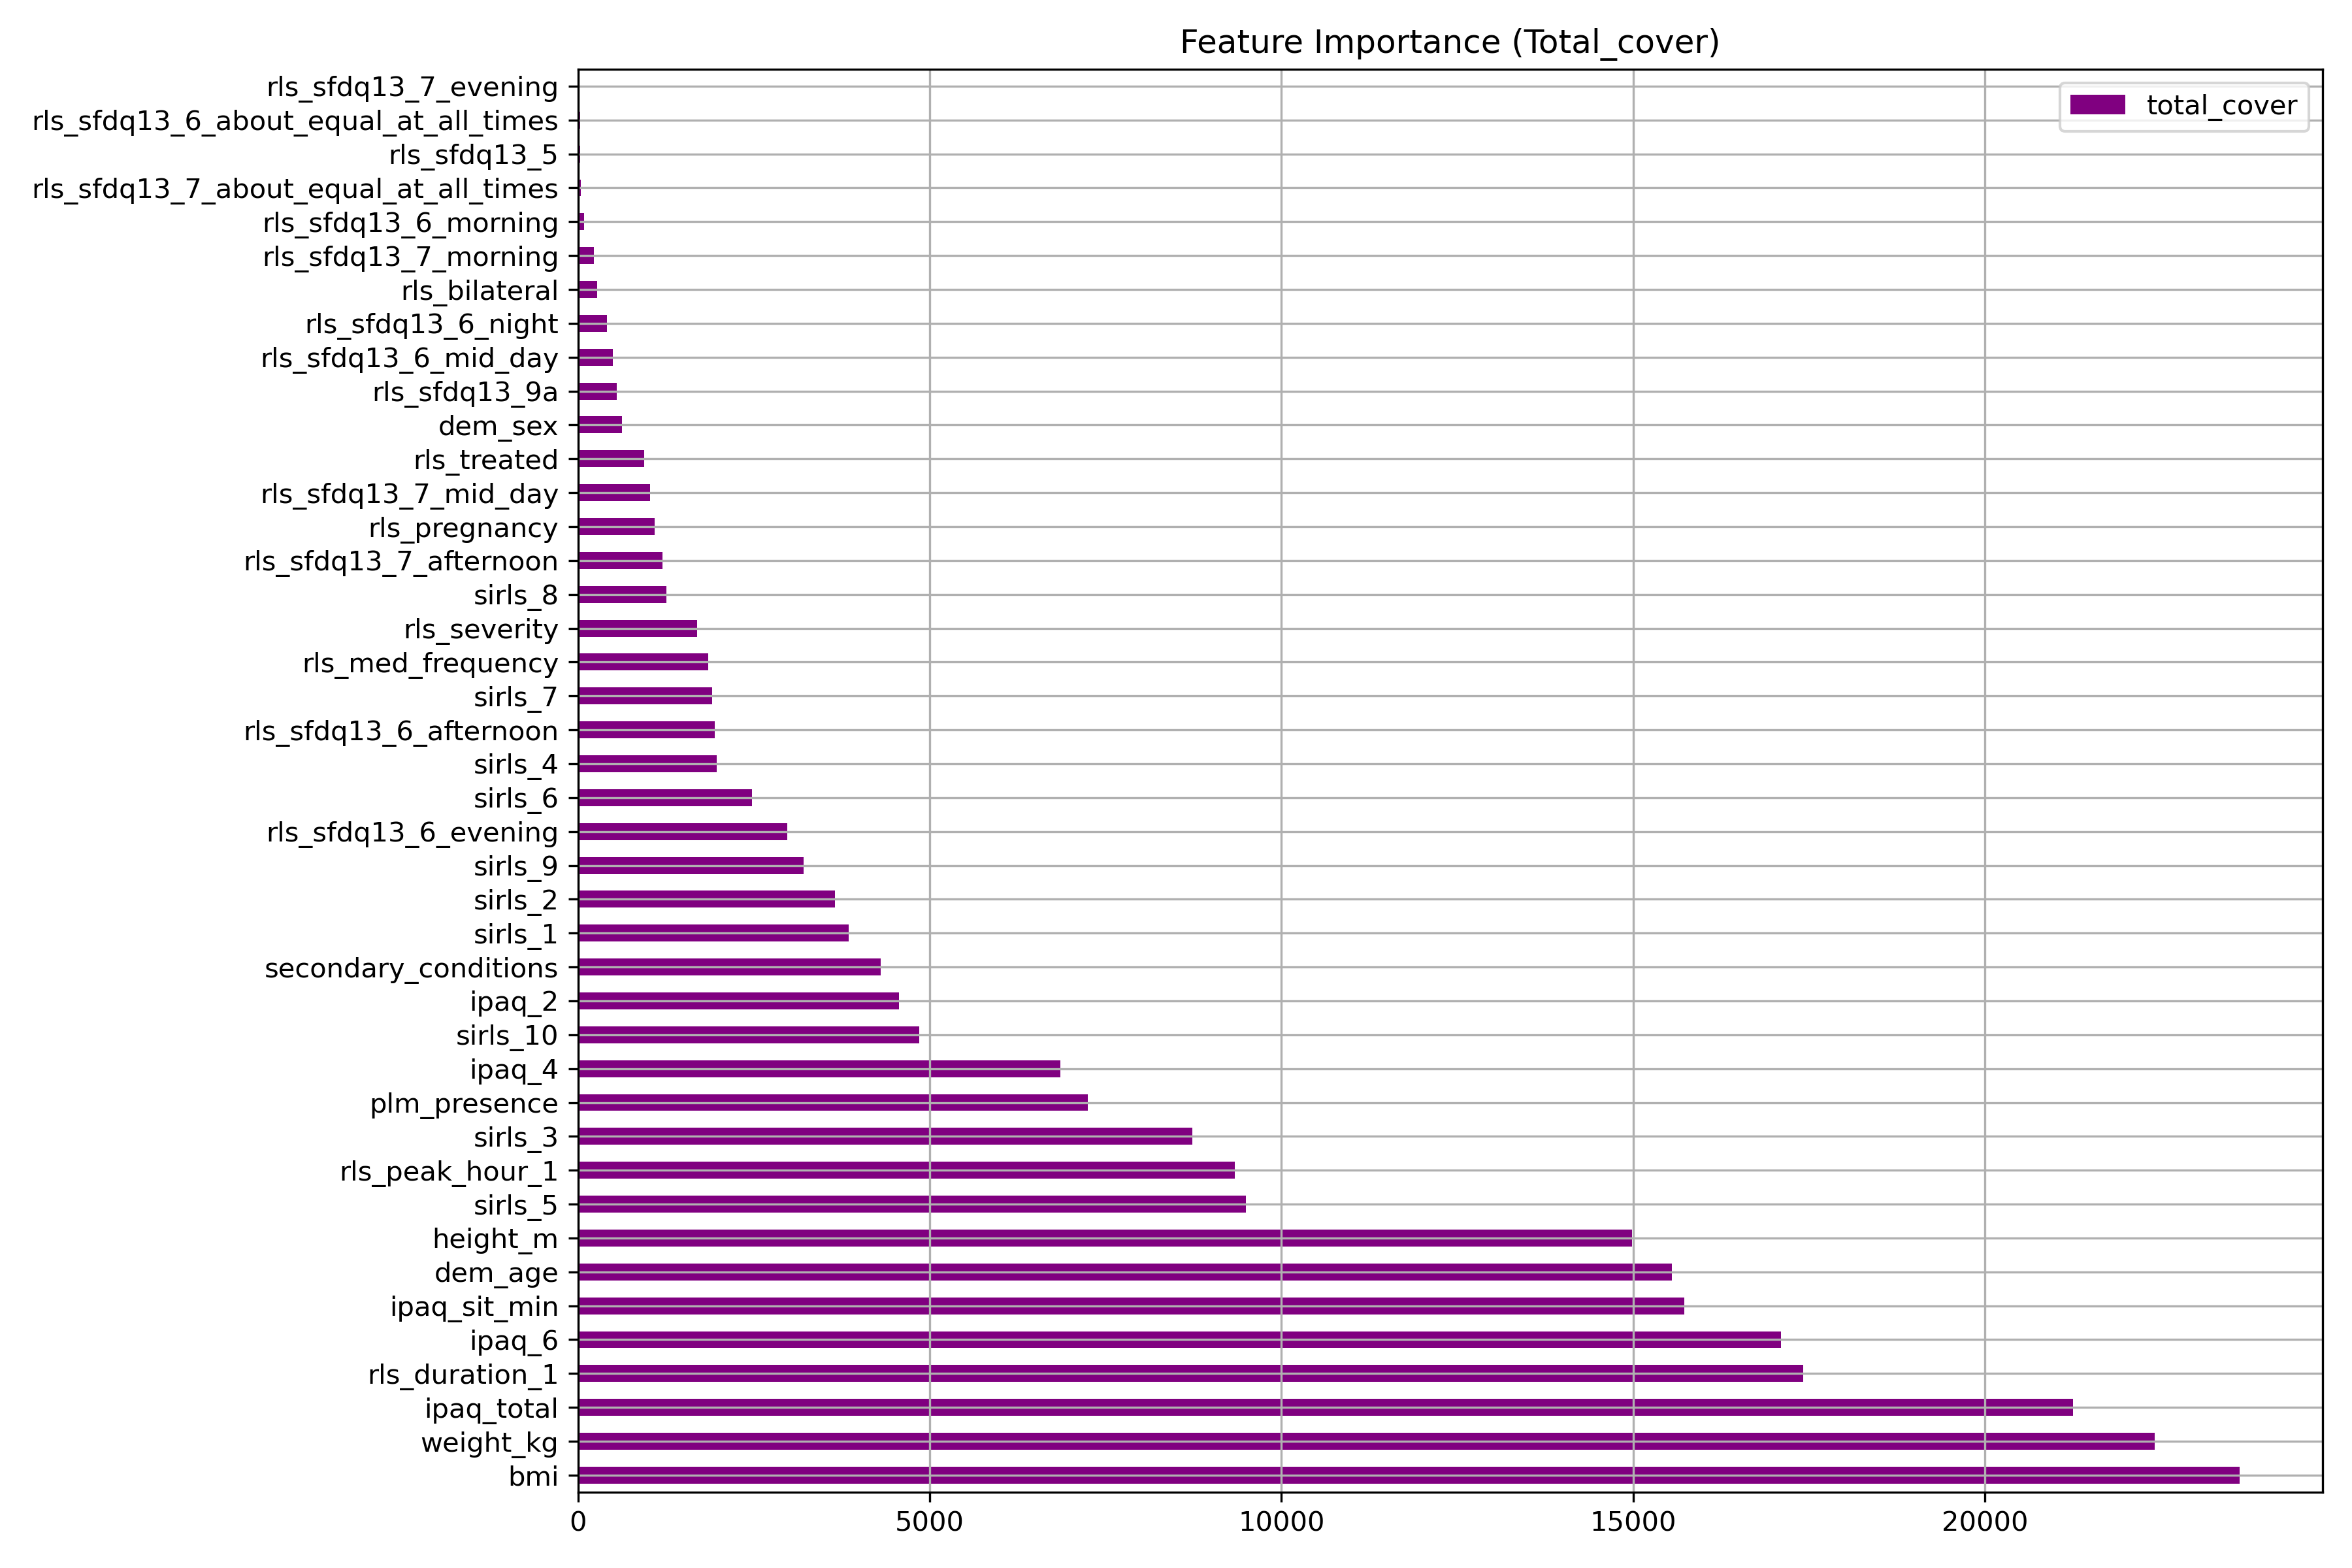 Feature Importance (Total_cover)
total_cover
rls_sfdq13_7_evening
rls_sfdq13_6_about_equal_at_all_times
rls_sfdq13_5
rls_sfdq13_7_about_equal_at_all_times
rls_sfdq13_6_morning
rls_sfdq13_7_morning
rls_bilateral
rls_sfdq13_6_night
rls_sfdq13_6_mid_day
rls_sfdq13_9a
dem_sex
rls_treated
rls_sfdq13_7_mid_day
rls_pregnancy
rls_sfdq13_7_afternoon
sirls_8
rls_severity
rls_med_frequency
sirls_7
rls_sfdq13_6_afternoon
sirls_4
sirls_6
rls_sfdq13_6_evening
sirls_9
sirls_2
sirls_1
secondary_conditions
ipaq_2
sirls_10
ipaq_4
plm_presence
sirls_3
rls_peak_hour_1
sirls_5
height_m
dem_age
ipaq_sit_min
ipaq_6
rls_duration_1
ipaq_total
weight_kg
bmi
0 5000 10000 15000 20000